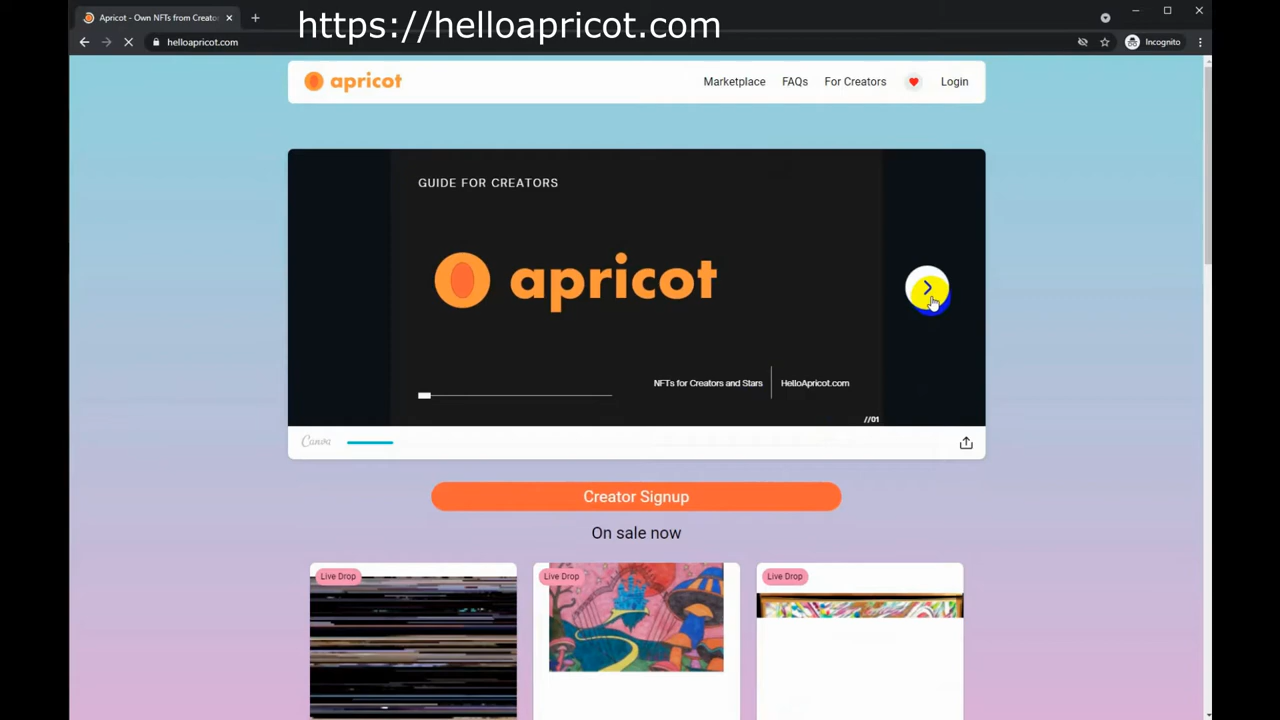 https://helloapricot.com
Apricot - Own NFTs from Creato
helloapricot.com
Incognito
apricot
Marketplace
FAQs
For Creators
Login
GUIDE FOR CREATORS
apricot
NFTs for Creators and Stars
HelloApricot.com
//01
Canva
Creator Signup
On sale now
Live Drop
Live Drop
Live Drop